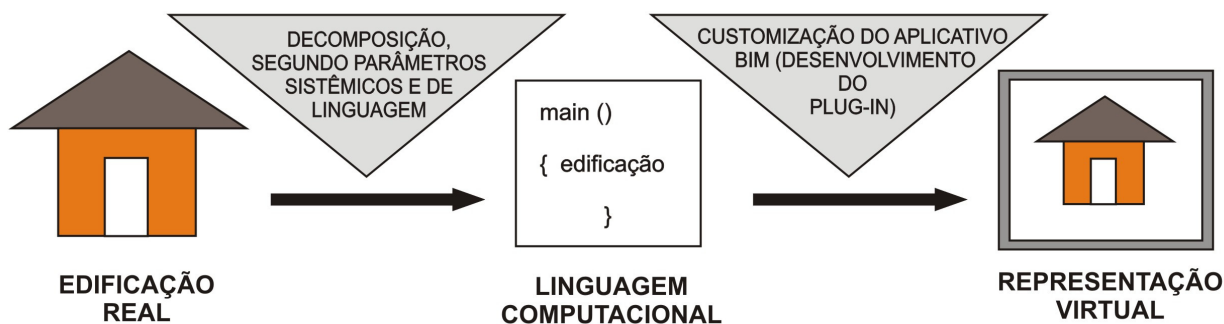 DECOMPOSIÇÃO,
SEGUNDO PARÂMETROS
SISTÊMICOS E DE
LINGUAGEM
CUSTOMIZAÇÃO DO APLICATIVO
BIM (DESENVOLVIMENTO
DO
PLUG-IN)
main ()
{ edificação
}
EDIFICAÇÃO
REAL
LINGUAGEM
COMPUTACIONAL
REPRESENTAÇÃO
VIRTUAL